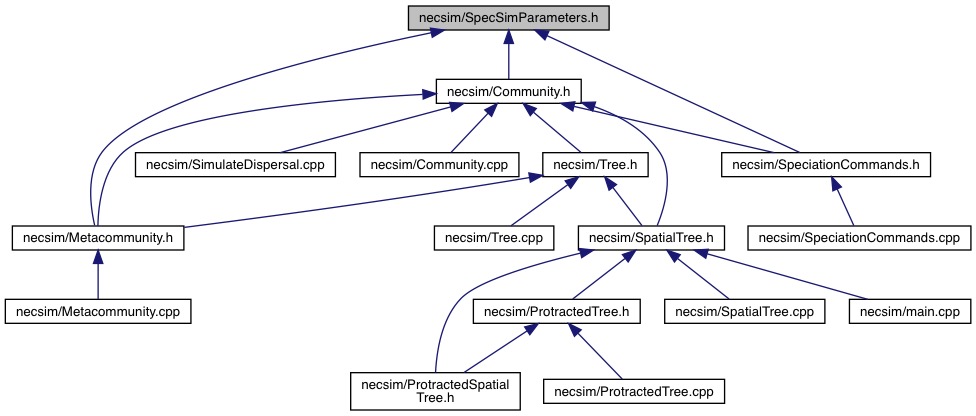 necsim/SpecSimParameters.h
necsim/Community.h
necsim/SimulateDispersal.cpp
necsim/Community.cpp
necsim/Tree.h
necsim/SpeciationCommands.h
necsim/Metacommunity.h
necsim/Tree.cpp
necsim/SpatialTree.h
necsim/SpeciationCommands.cpp
necsim/Metacommunity.cpp
necsim/ProtractedTree.h
necsim/SpatialTree.cpp
necsim/main.cpp
necsim/ProtractedSpatial
Tree.h
necsim/ProtractedTree.cpp